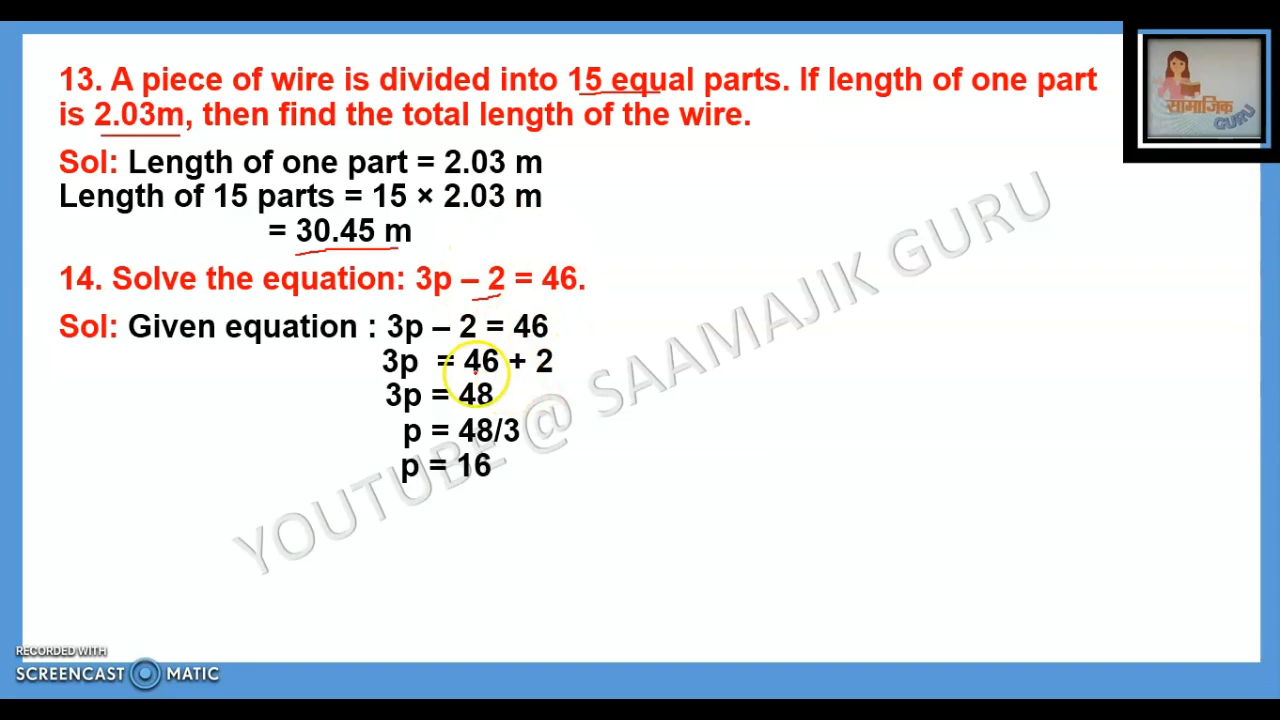 13. A piece of wire is divided into 15 equal parts. If length of one part
is 2.03m, then find the total length of the wire.
Sol: Length of one part = 2.03 m
Length of 15 parts = 15 × 2.03 m
= 30.45 m
14. Solve the equation: 3p – 2 = 46.
Sol: Given equation : 3p – 2 = 46
3p = 46 + 2
3p = 48
p = 48/3
p = 16
YOUTUBE @ SAAMAJIK GURU
सामाजिक
GURU
RECORDED WITH
SCREENCAST MATIC